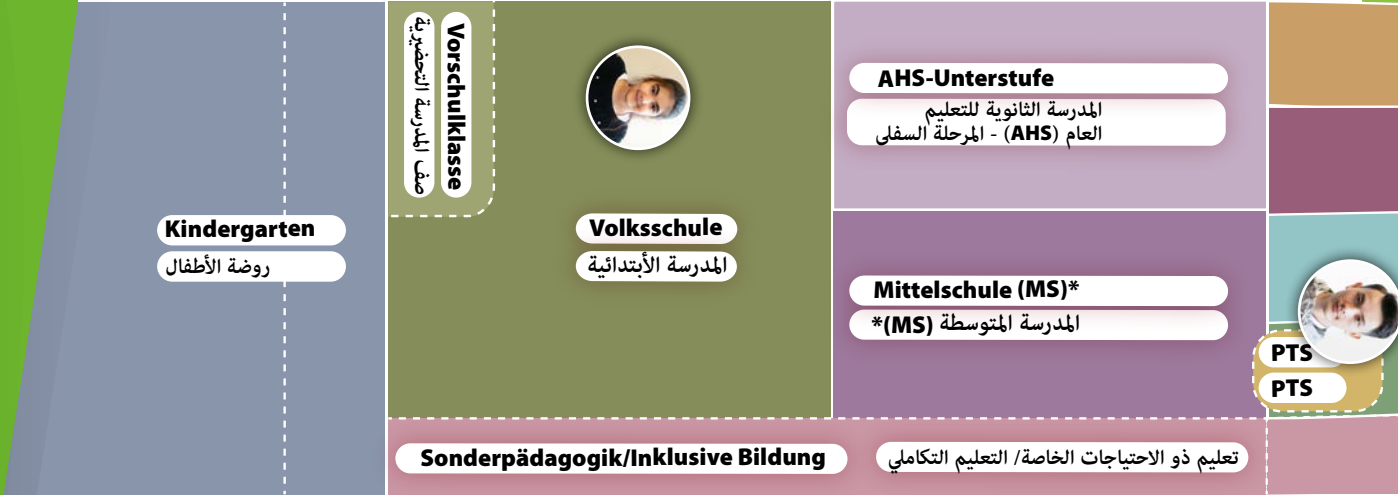 Kindergarten
روضة الأطفال
Vorschulklasse
صف المدرسة التحضيرية
Volksschule
المدرسة الأبتدائية
AHS-Unterstufe
المدرسة الثانوية للتعليم
العام (AHS) - المرحلة السفلى
Mittelschule (MS)*
المدرسة المتوسطة (MS)*
PTS
PTS
Sonderpädagogik/Inklusive Bildung
تعليم ذو الاحتياجات الخاصة/ التعليم التكاملي